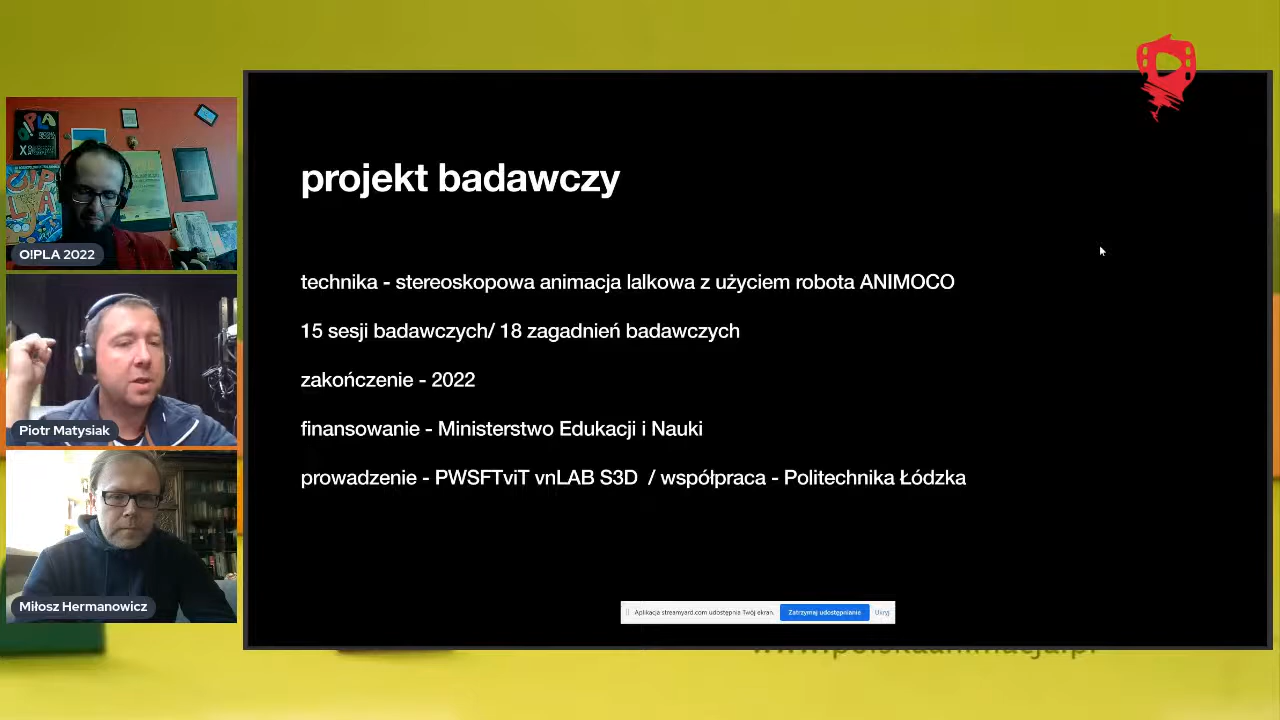 projekt badawczy
technika - stereoskopowa animacja lalkowa z użyciem robota ANIMOCO
15 sesji badawczych/ 18 zagadnień badawczych
zakończenie - 2022
finansowanie - Ministerstwo Edukacji i Nauki
prowadzenie - PWSFTviT vnLAB S3D / współpraca - Politechnika Łódzka
OIPLA 2022
Piotr Matysiak
Miłosz Hermanowicz
Aplikacja streamyard.com udostępnia Twój ekran.
Zatrzymaj udostępnianie
Ukryj